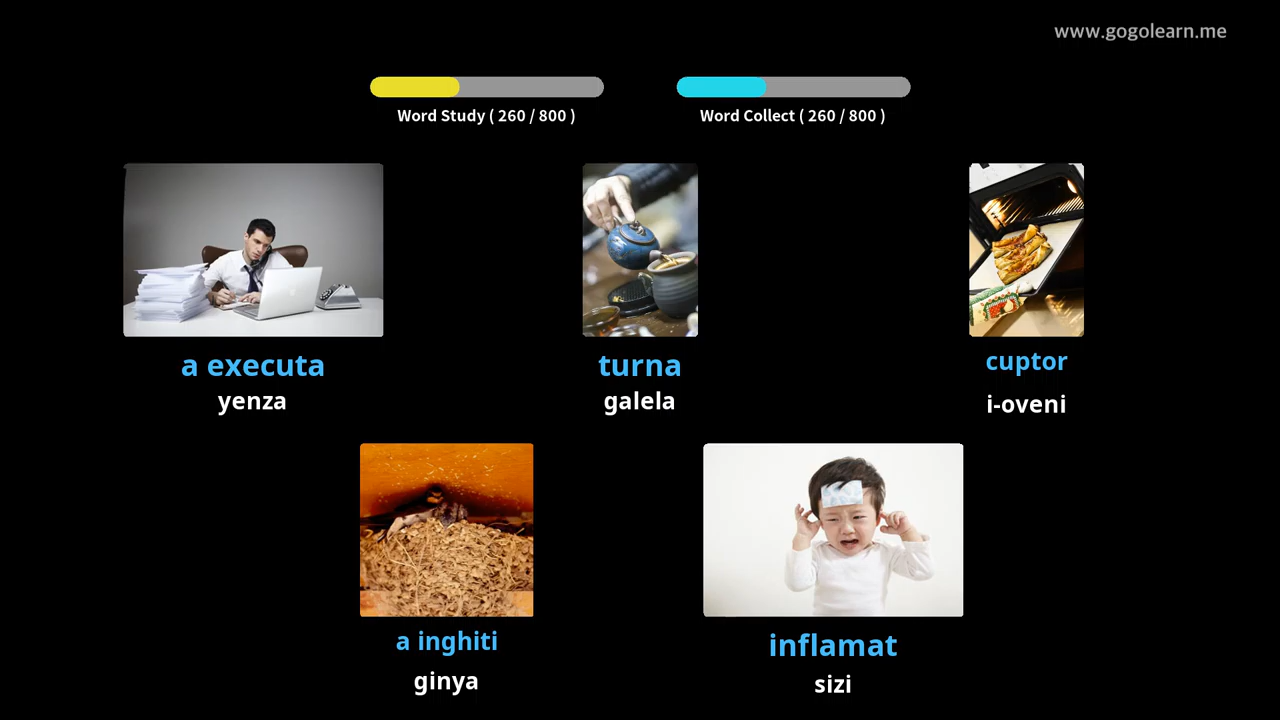 www.gogolearn.me
Word Study ( 260 / 800 )
Word Collect ( 260 / 800 )
a executa
yenza
turna
galela
cuptor
i-oveni
a inghiti
ginya
inflamat
sizi